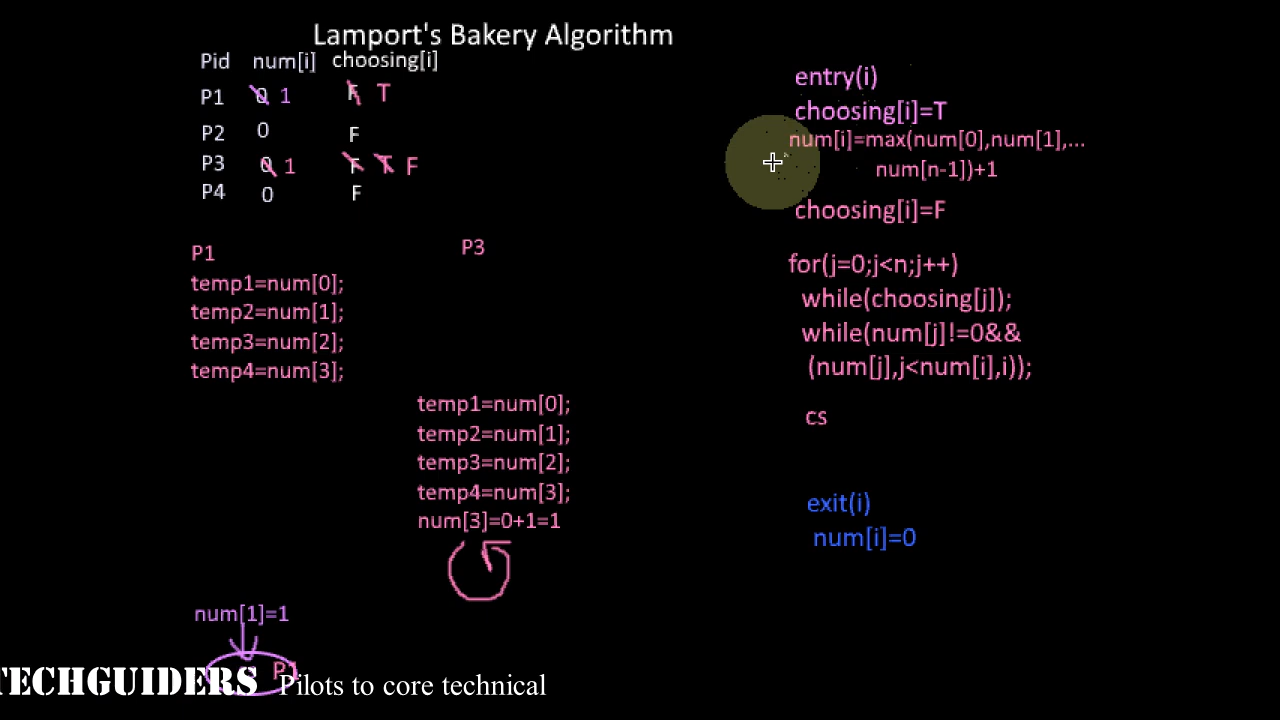 Lamport's Bakery Algorithm
Pid num[i] choosing[i]
P1 0 1 F T
P2 0 F
P3 0 1 F T F
P4 0 F
P1
temp1=num[0];
temp2=num[1];
temp3=num[2];
temp4=num[3];
P3
temp1=num[0];
temp2=num[1];
temp3=num[2];
temp4=num[3];
num[3]=0+1=1
num[1]=1
P1
entry(i)
choosing[i]=T
num[i]=max(num[0],num[1],...
num[n-1])+1
choosing[i]=F
for(j=0;j<n;j++)
while(choosing[j]);
while(num[j]!=0&&
(num[j],j<num[i],i));
cs
exit(i)
num[i]=0
TECHGUIDERS Pilots to core technical